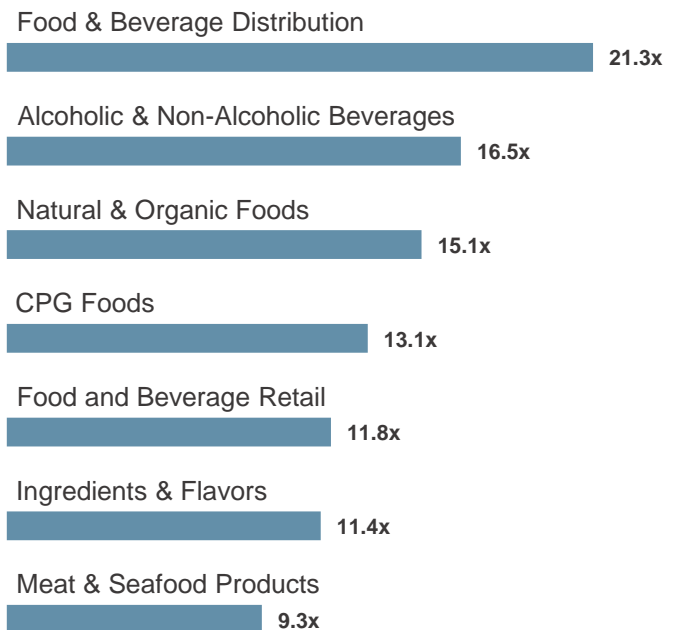 Food & Beverage Distribution
21.3x
Alcoholic & Non-Alcoholic Beverages
16.5x
Natural & Organic Foods
15.1x
CPG Foods
13.1x
Food and Beverage Retail
11.8x
Ingredients & Flavors
11.4x
Meat & Seafood Products
9.3x